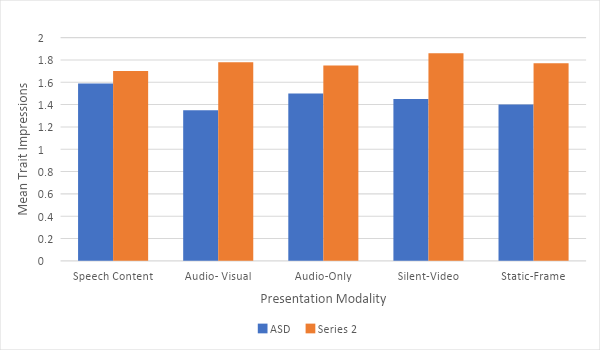 2
1.8
1.6
1.4
1.2
1
0.8
0.6
0.4
0.2
0
Mean Trait Impressions
Speech Content Audio- Visual Audio-Only Silent-Video Static-Frame
Presentation Modality
ASD Series 2